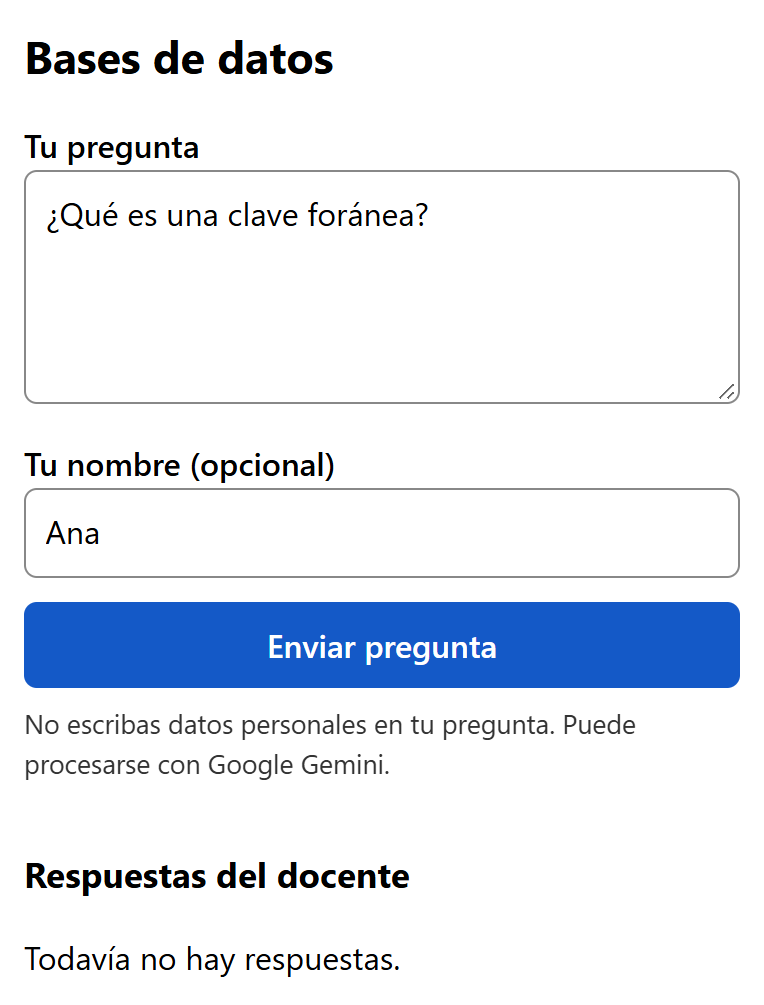 Bases de datos
Tu pregunta
¿Qué es una clave foránea?
Tu nombre (opcional)
Ana
Enviar pregunta
No escribas datos personales en tu pregunta. Puede
procesarse con Google Gemini.
Respuestas del docente
Todavía no hay respuestas.